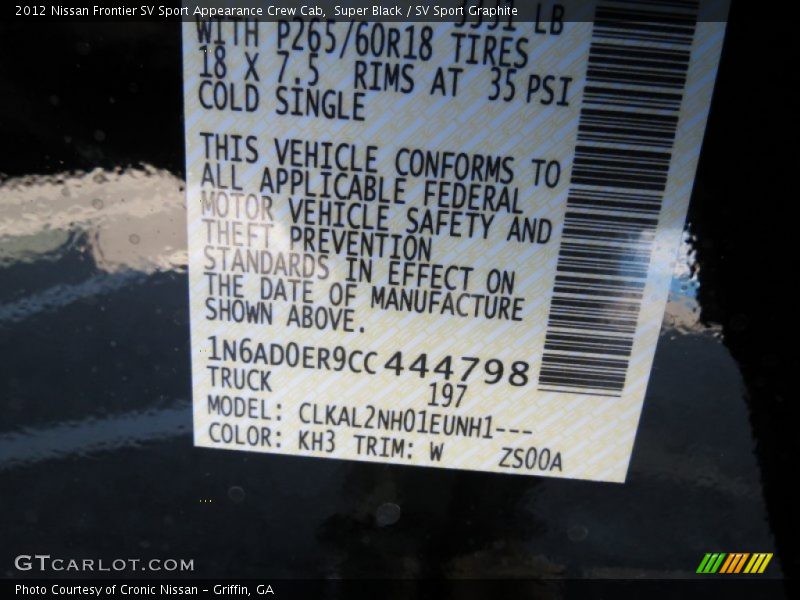 2012 Nissan Frontier SV Sport Appearance Crew Cab,  Super Black / SV Sport Graphite
LB
WITH P265/60R18 TIRES
18 X 7.5 RIMS AT 35 PSI
COLD SINGLE
THIS VEHICLE CONFORMS TO
ALL APPLICABLE FEDERAL
MOTOR VEHICLE SAFETY AND
THEFT PREVENTION
STANDARDS IN EFFECT ON
THE DATE OF MANUFACTURE
SHOWN ABOVE.
1N6AD0ER9CC444798
TRUCK 197
MODEL: CLKAL2NH01EUNH1---
COLOR: KH3 TRIM: W ZS00A
GTCARLOT.COM
Photo Courtesy of Cronic Nissan - Griffin, GA